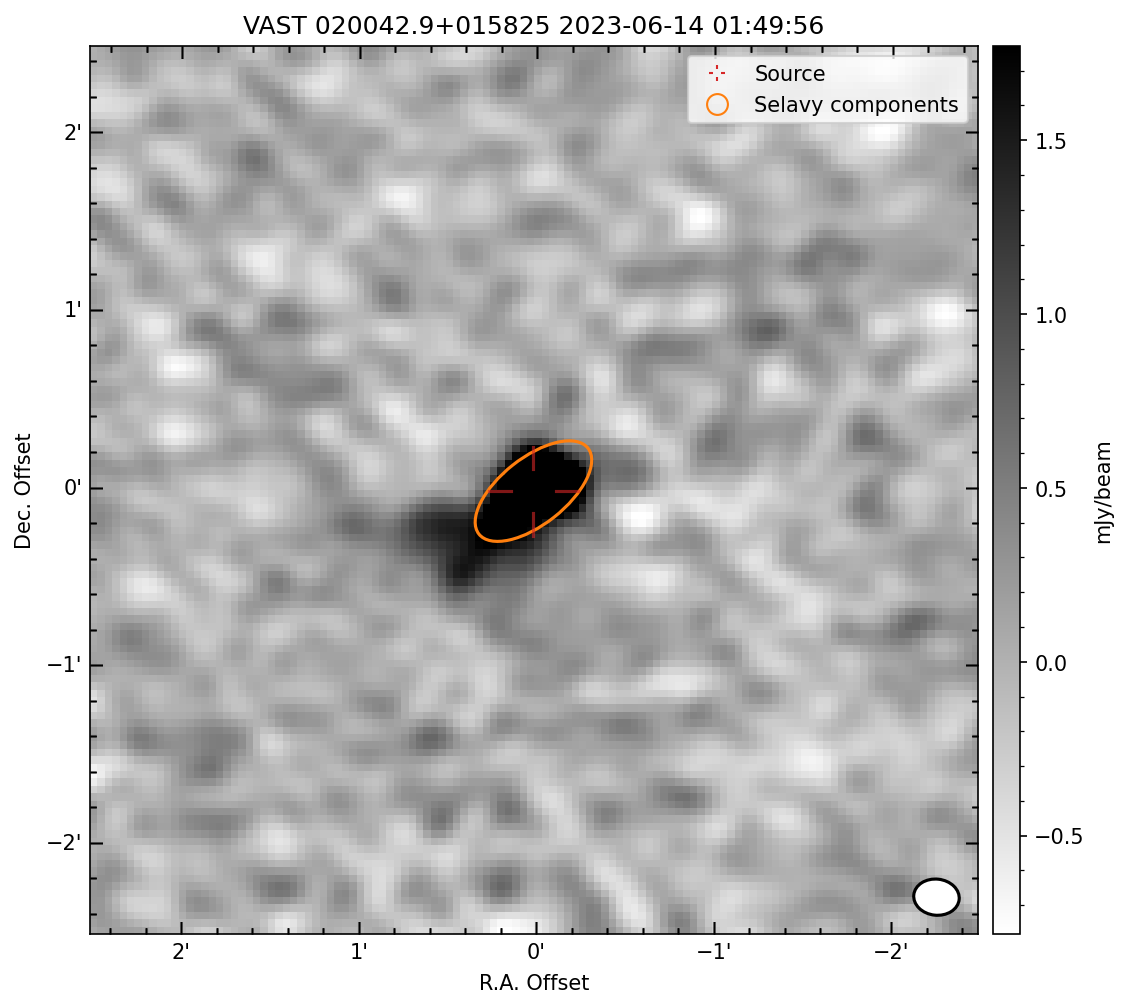 VAST 020042.9+015825 2023-06-14 01:49:56
Source
Selavy components
2'
1'
0'
−1'
−2'
Dec. Offset
2'
1'
0'
−1'
−2'
R.A. Offset
1.5
1.0
0.5
0.0
−0.5
mJy/beam